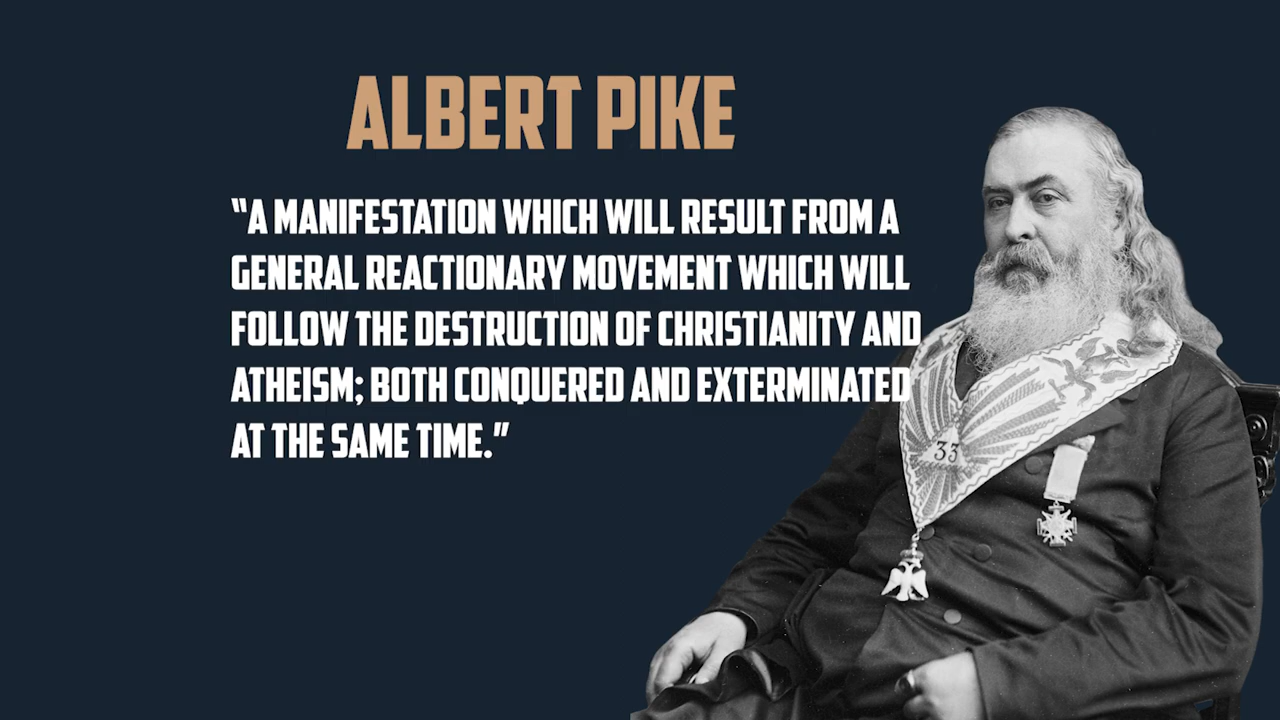 ALBERT PIKE
“A MANIFESTATION WHICH WILL RESULT FROM A
GENERAL REACTIONARY MOVEMENT WHICH WILL
FOLLOW THE DESTRUCTION OF CHRISTIANITY AND
ATHEISM; BOTH CONQUERED AND EXTERMINATED
AT THE SAME TIME.”
33